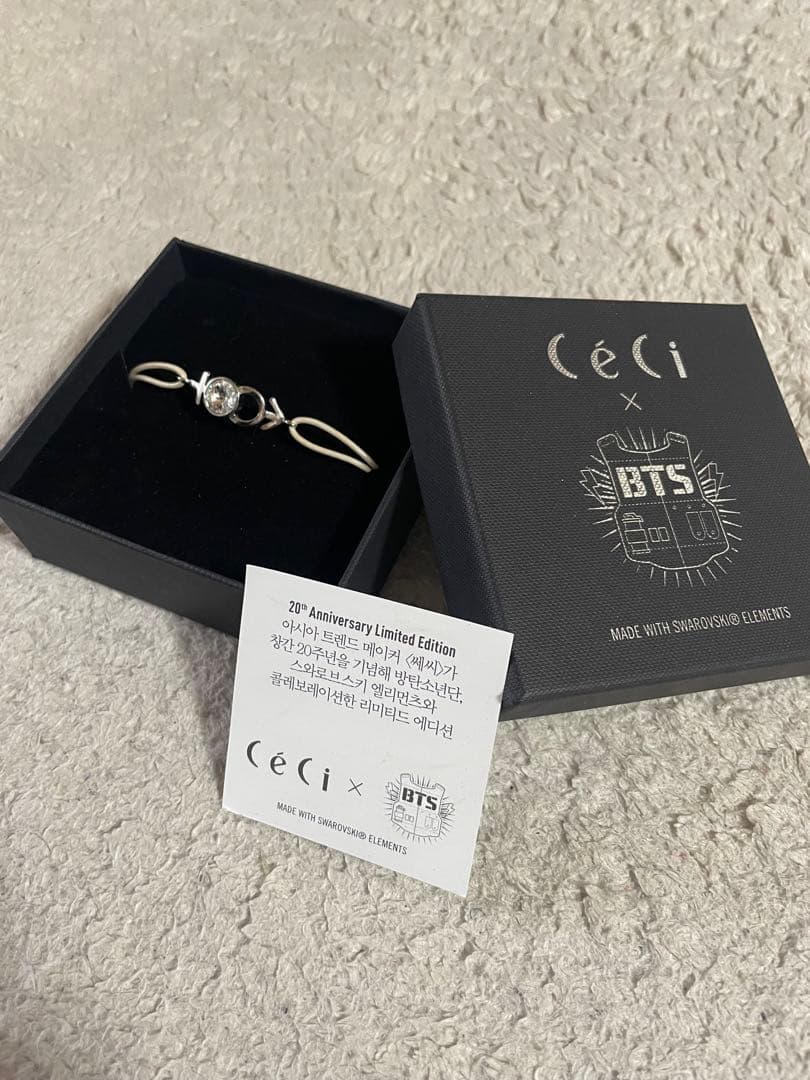 CéCi
×
BTS
MADE WITH SWAROVSKI® ELEMENTS
20th Anniversary Limited Edition
아시아 트렌드 메이커 <쎄씨>가
창간 20주년을 기념해 방탄소년단,
스와로브스키 엘리먼츠와
콜레보레이션한 리미티드 에디션
CéCi × BTS
MADE WITH SWAROVSKI® ELEMENTS